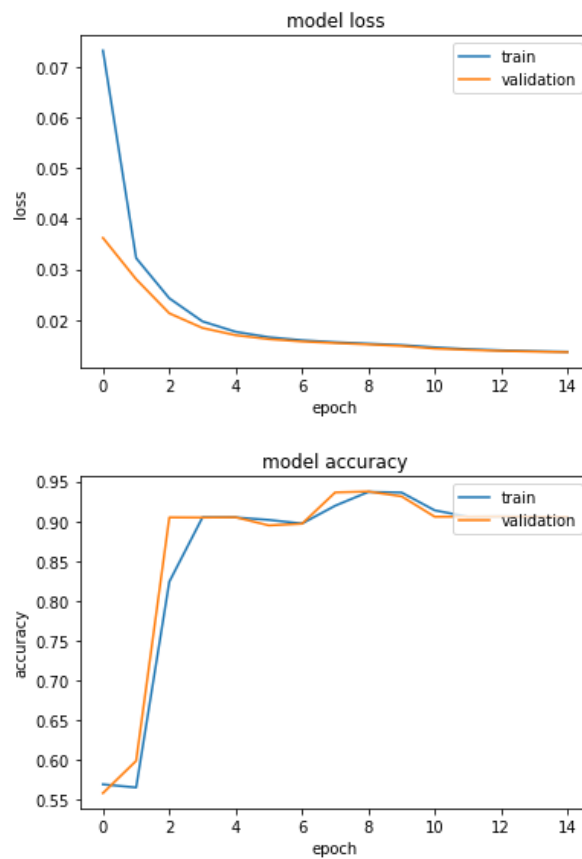 model loss
train
validation
0.07
0.06
0.05
0.04
0.03
0.02
loss
0 2 4 6 8 10 12 14
epoch
model accuracy
train
validation
0.95
0.90
0.85
0.80
0.75
0.70
0.65
0.60
0.55
accuracy
0 2 4 6 8 10 12 14
epoch